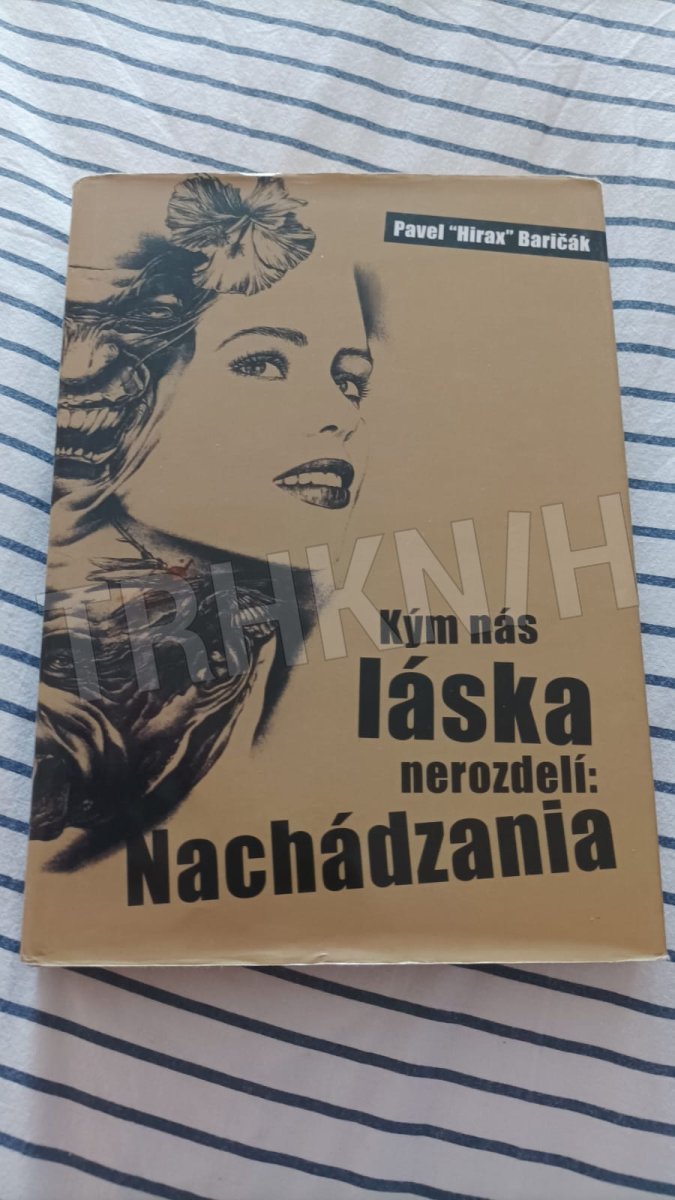 Pavel "Hirax" Baričák
TRHKNIH
Kým nás
láska
nerozdelí:
Nachádzania